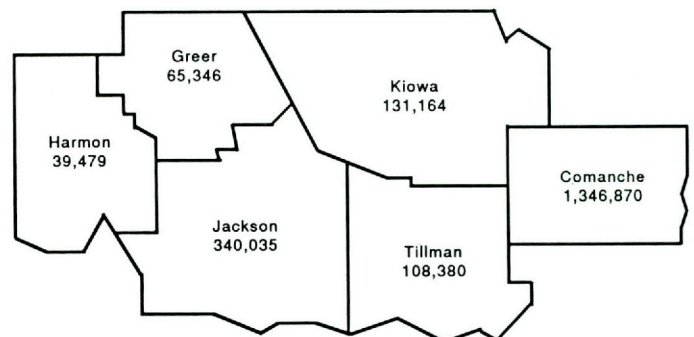 Greer
65,346
Kiowa
131,164
Harmon
39,479
Comanche
1,346,870
Jackson
340,035
Tillman
108,380